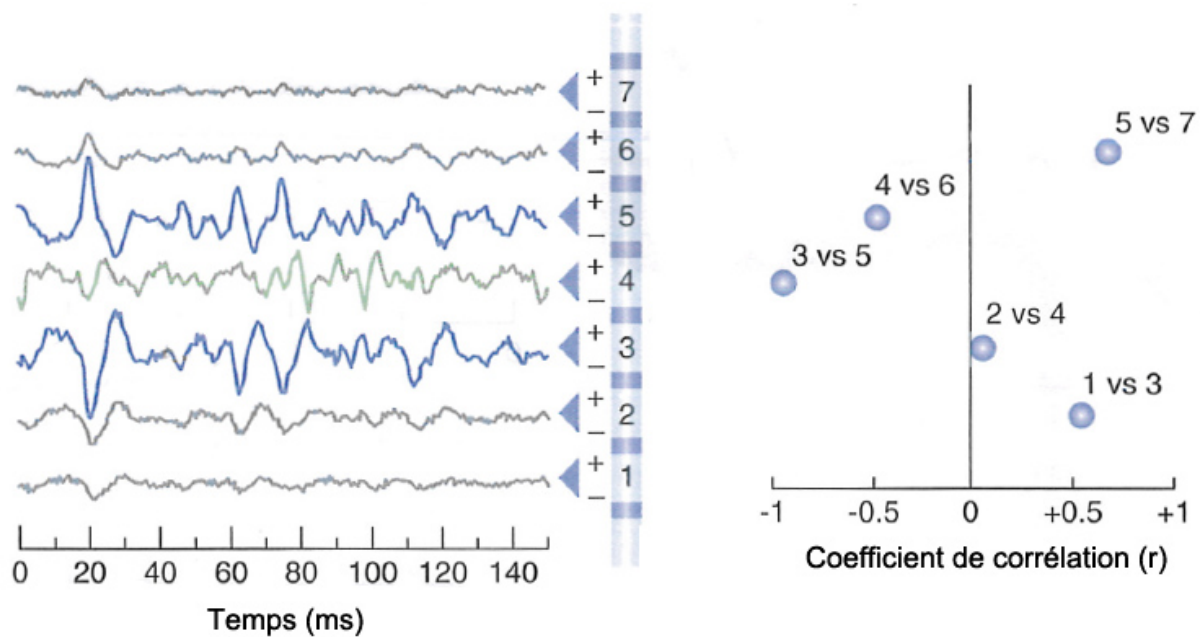 +
7
−
+
6
−
+
5
−
+
4
−
+
3
−
+
2
−
+
1
−
0 20 40 60 80 100 120 140
Temps (ms)
5 vs 7
4 vs 6
3 vs 5
2 vs 4
1 vs 3
-1 -0.5 0 +0.5 +1
Coefficient de corrélation (r)